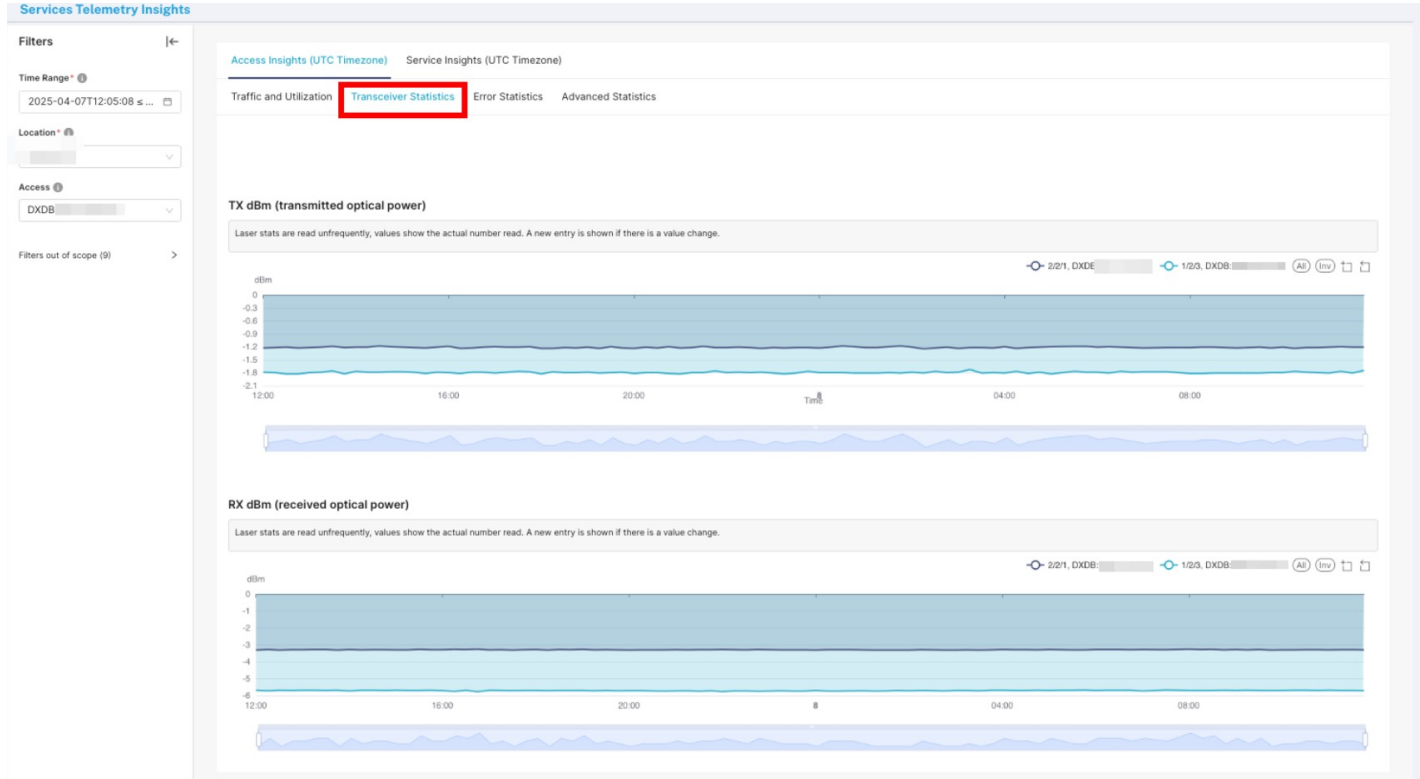 Services Telemetry Insights
Filters
Time Range*
2025-04-07T12:05:08 ≤ ...
Location*
Access
DXDB
Filters out of scope (9)
Access Insights (UTC Timezone) Service Insights (UTC Timezone)
Traffic and Utilization Transceiver Statistics Error Statistics Advanced Statistics
TX dBm (transmitted optical power)
Laser stats are read unfrequently, values show the actual number read. A new entry is shown if there is a value change.
2/2/1, DXDB 1/2/3, DXDB: All Inv
dBm
0
-0.3
-0.6
-0.9
-1.2
-1.5
-1.8
-2.1
12:00 16:00 20:00 8 04:00 08:00
Time
RX dBm (received optical power)
Laser stats are read unfrequently, values show the actual number read. A new entry is shown if there is a value change.
2/2/1, DXDB: 1/2/3, DXDB: All Inv
dBm
0
-1
-2
-3
-4
-5
-6
12:00 16:00 20:00 8 04:00 08:00